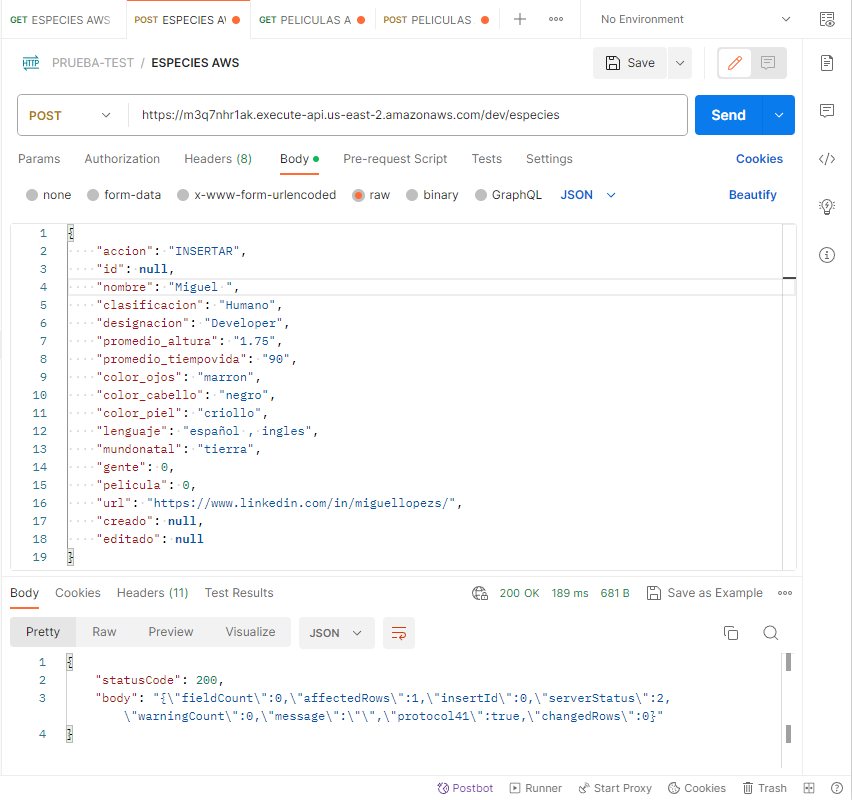 GET ESPECIES AWS POST ESPECIES AV GET PELICULAS A POST PELICULAS No Environment
HTTP PRUEBA-TEST / ESPECIES AWS Save
POST https://m3q7nhr1ak.execute-api.us-east-2.amazonaws.com/dev/especies Send
Params Authorization Headers (8) Body Pre-request Script Tests Settings Cookies
none form-data x-www-form-urlencoded raw binary GraphQL JSON Beautify
1 {
2 "accion": "INSERTAR",
3 "id": null,
4 "nombre": "Miguel ",
5 "clasificacion": "Humano",
6 "designacion": "Developer",
7 "promedio_altura": "1.75",
8 "promedio_tiempovida": "90",
9 "color_ojos": "marron",
10 "color_cabello": "negro",
11 "color_piel": "criollo",
12 "lenguaje": "español , ingles",
13 "mundonatal": "tierra",
14 "gente": 0,
15 "pelicula": 0,
16 "url": "https://www.linkedin.com/in/miguellopezs/",
17 "creado": null,
18 "editado": null
19 }
Body Cookies Headers (11) Test Results 200 OK 189 ms 681 B Save as Example
Pretty Raw Preview Visualize JSON
1 {
2 "statusCode": 200,
3 "body": "{\"fieldCount\":0,\"affectedRows\":1,\"insertId\":0,\"serverStatus\":2,
\"warningCount\":0,\"message\":\"\",\"protocol41\":true,\"changedRows\":0}"
4 }
Postbot Runner Start Proxy Cookies Trash